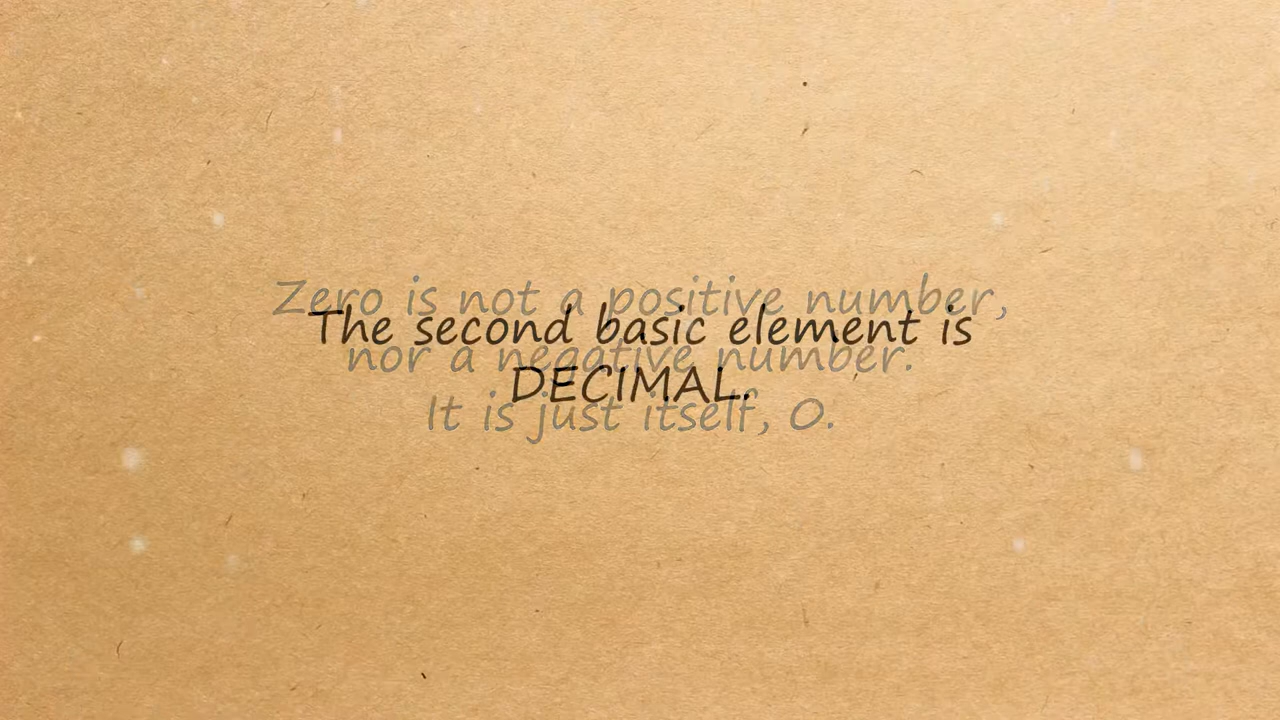 Zero is not a positive number,
The second basic element is
nor a negative number.
DECIMAL.
It is just itself, 0.